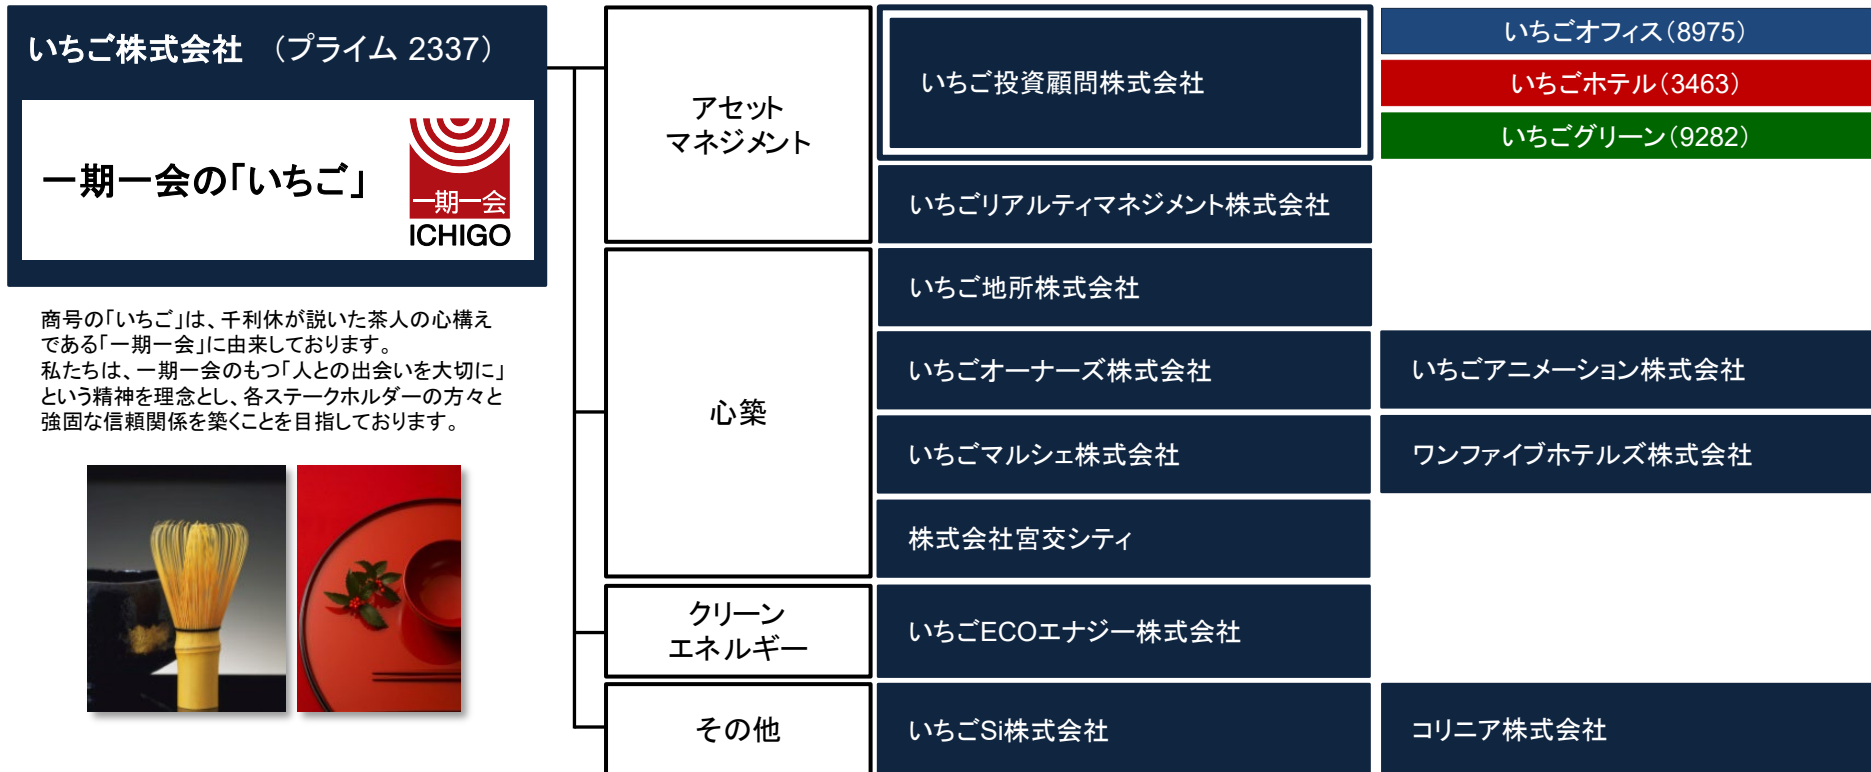 いちご株式会社 （プライム 2337）
一期一会の「いちご」
一期一会
ICHIGO
商号の「いちご」は、千利休が説いた茶人の心構え
である「一期一会」に由来しております。
私たちは、一期一会のもつ「人との出会いを大切に」
という精神を理念とし、各ステークホルダーの方々と
強固な信頼関係を築くことを目指しております。
アセット
マネジメント
いちご投資顧問株式会社
いちごオフィス（8975）
いちごホテル（3463）
いちごグリーン（9282）
いちごリアルティマネジメント株式会社
心築
いちご地所株式会社
いちごオーナーズ株式会社
いちごアニメーション株式会社
いちごマルシェ株式会社
ワンファイブホテルズ株式会社
株式会社宮交シティ
クリーン
エネルギー
いちごECOエナジー株式会社
その他
いちごSi株式会社
コリニア株式会社